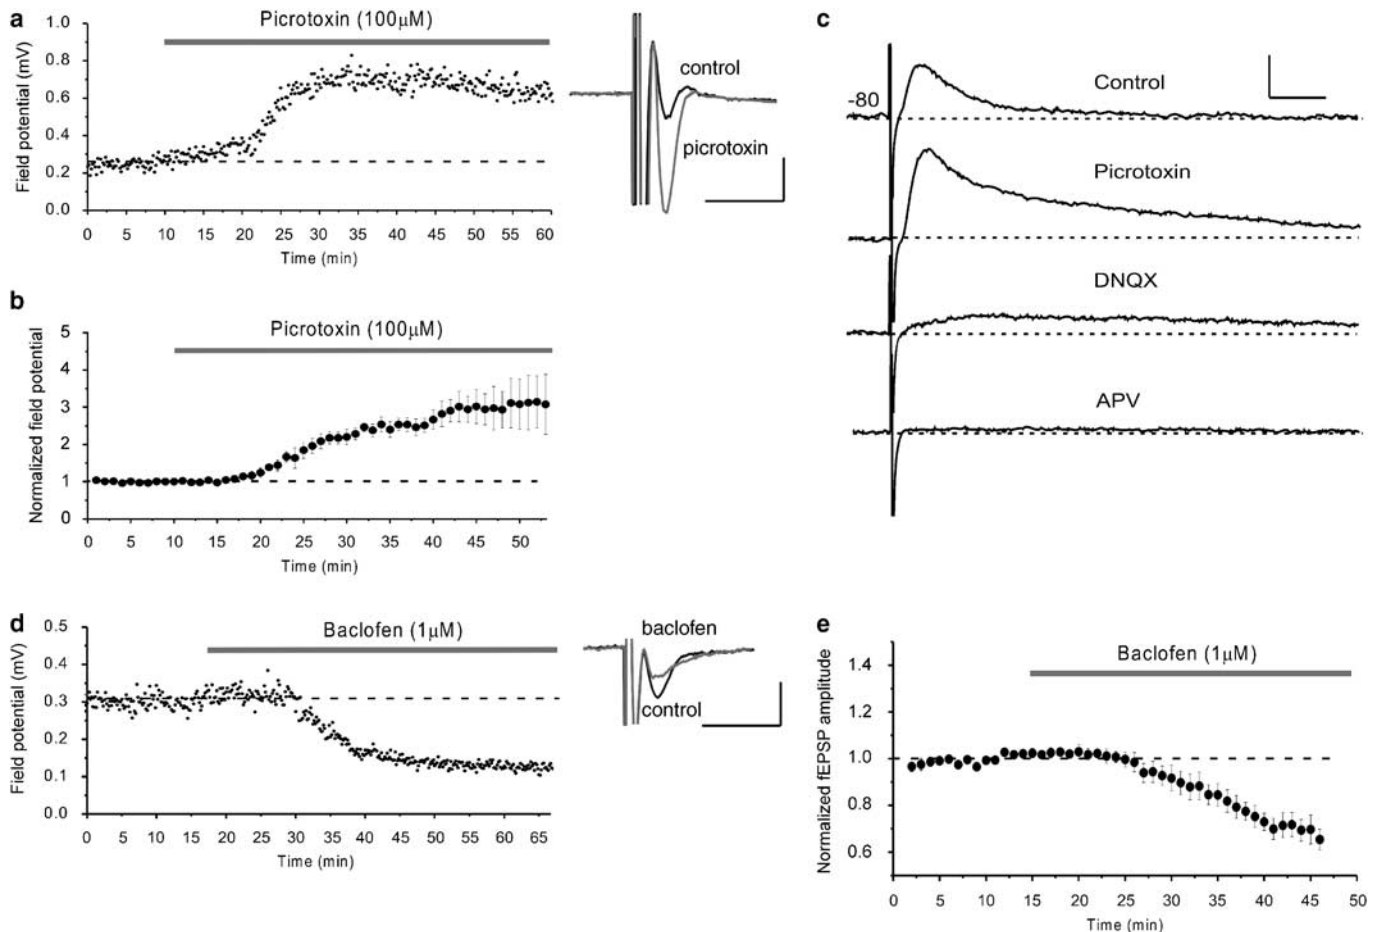 a
Picrotoxin (100μM)
Field potential (mV)
1.0
0.8
0.6
0.4
0.2
0.0
0 5 10 15 20 25 30 35 40 45 50 55 60
Time (min)
control
picrotoxin
b
Picrotoxin (100μM)
Normalized field potential
5
4
3
2
1
0
0 5 10 15 20 25 30 35 40 45 50
Time (min)
c
-80
Control
Picrotoxin
DNQX
APV
d
Baclofen (1μM)
Field potential (mV)
0.5
0.4
0.3
0.2
0.1
0.0
0 5 10 15 20 25 30 35 40 45 50 55 60 65
Time (min)
baclofen
control
e
Baclofen (1μM)
Normalized fEPSP amplitude
1.4
1.2
1.0
0.8
0.6
0 5 10 15 20 25 30 35 40 45 50
Time (min)